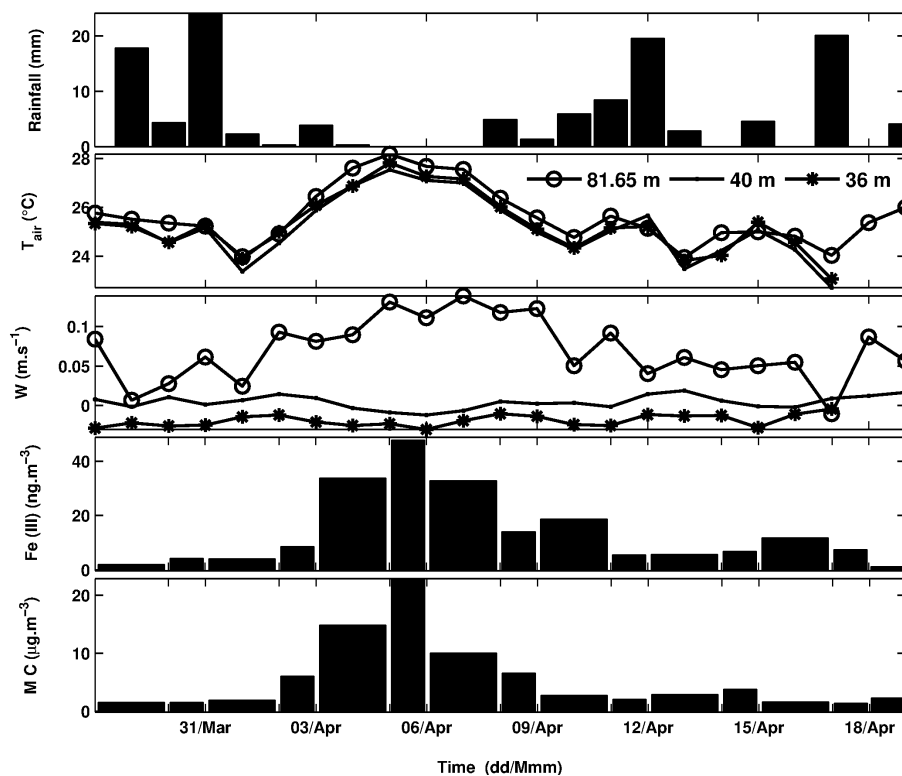 Rainfall (mm)
20
10
0
T_air (°C)
28
26
24
81.65 m 40 m 36 m
W (m.s⁻¹)
0.1
0.05
0
Fe (III) (ng.m⁻³)
40
20
0
M C (µg.m⁻³)
20
10
0
31/Mar 03/Apr 06/Apr 09/Apr 12/Apr 15/Apr 18/Apr
Time (dd/Mmm)